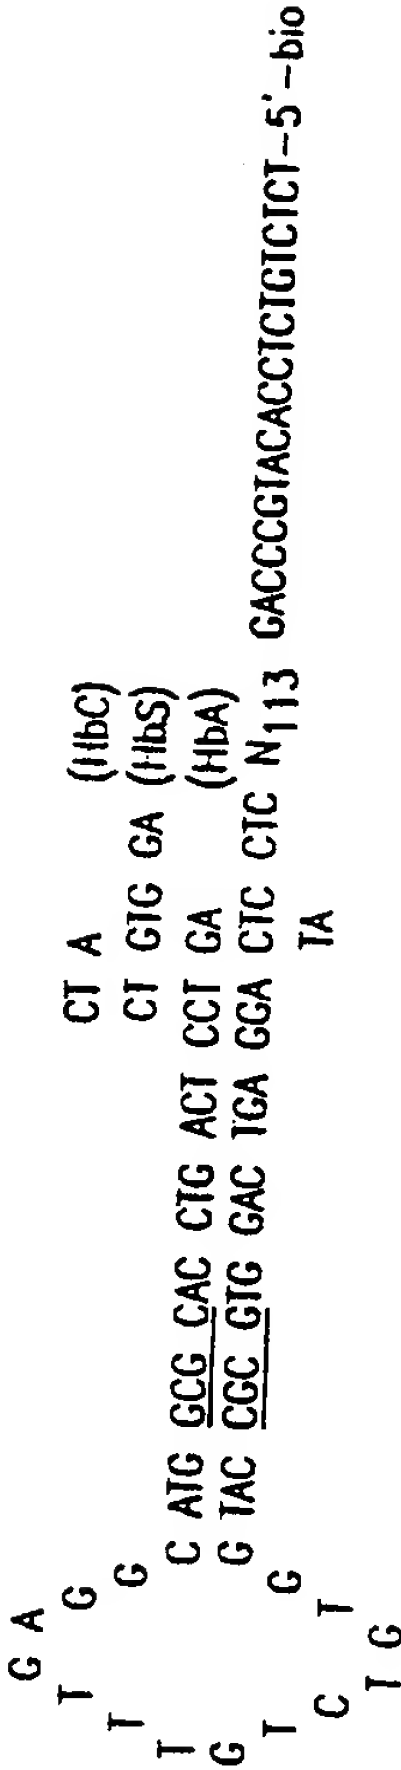 G A
T G CT A (HbC)
T G CT GTG GA (HbS)
T C ATG GCG CAC CTG ACT CCT GA (HbA)
G G TAC CGC GTG GAC TGA GGA CTC CTC N113 GACCCGTACACCTCTGTCTCT–5'–bio
T G TA
C T
T G